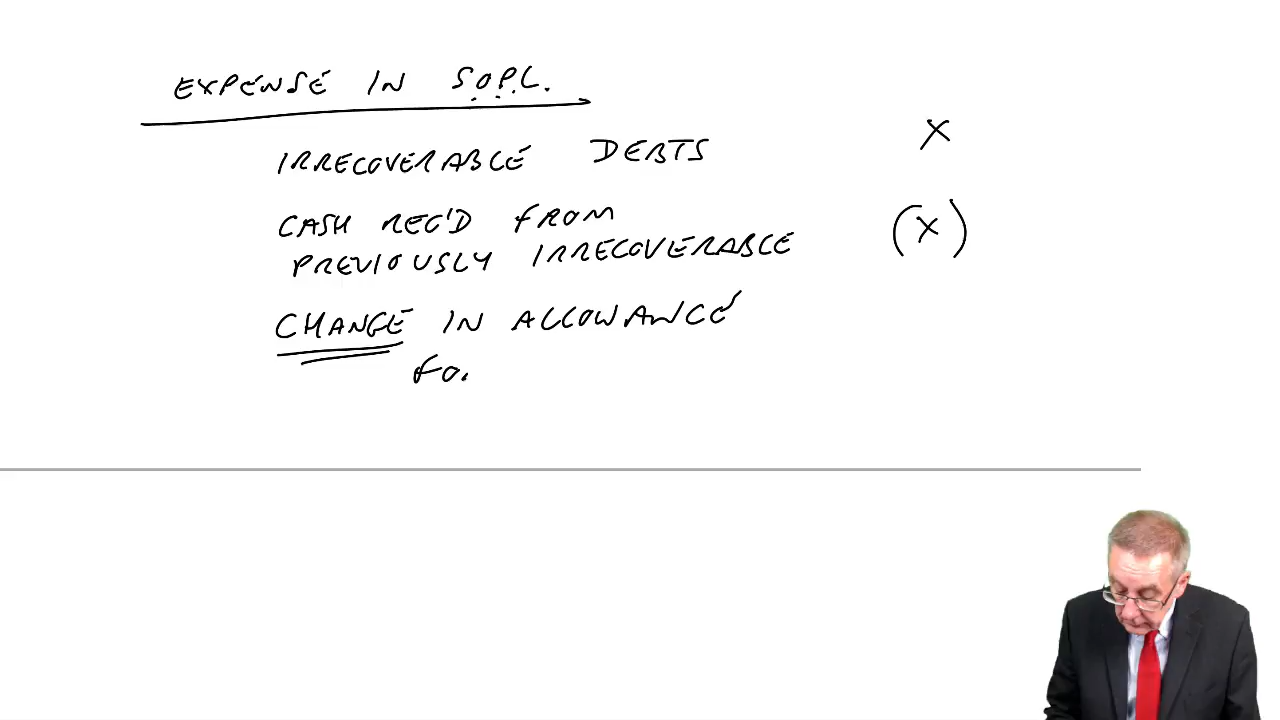 EXPENSE IN S.O.P.L.
IRRECOVERABLE DEBTS X
CASH REC'D FROM
PREVIOUSLY IRRECOVERABLE (X)
CHANGE IN ALLOWANCE
FO